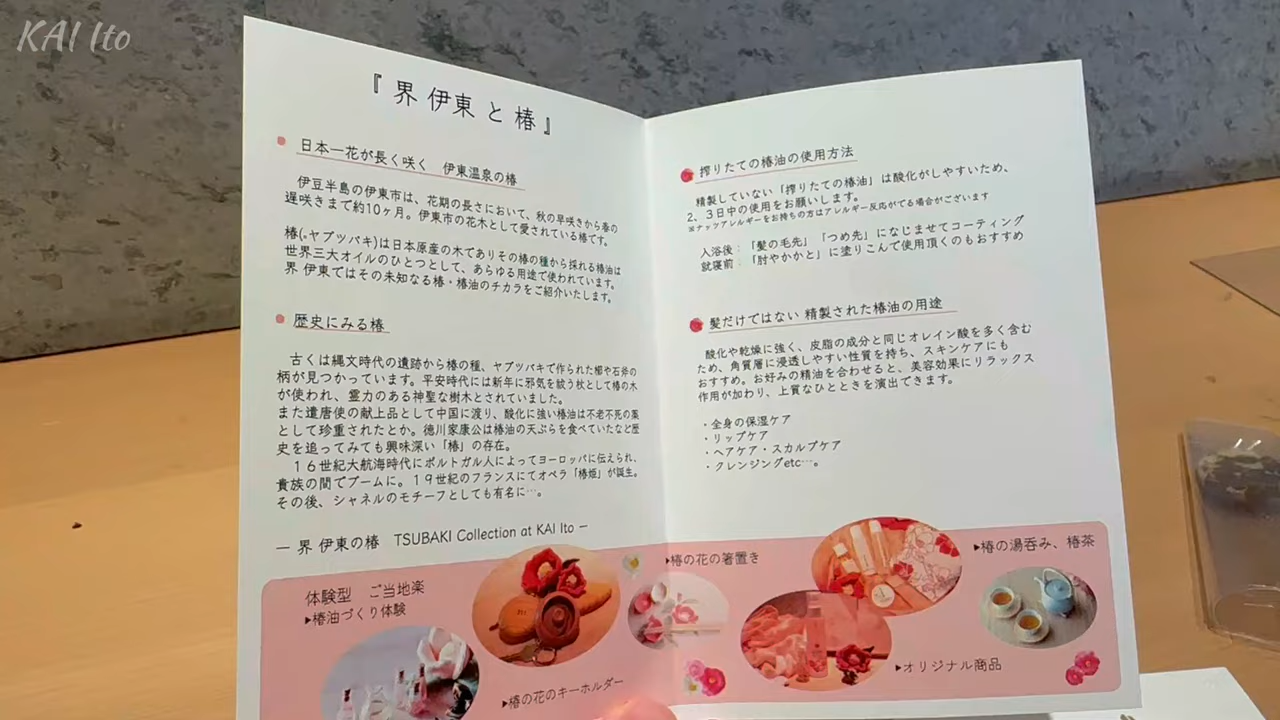 KAI Ito
『界 伊東 と 椿』
日本一花が長く咲く 伊東温泉の椿
伊豆半島の伊東市は、花期の長さにおいて、秋の早咲きから春の
遅咲きまで約10ヶ月。伊東市の花木として愛されている椿です。
椿(ヤブツバキ)は日本原産の木でありその椿の種から採れる椿油は
世界三大オイルのひとつとして、あらゆる用途で使われています。
界 伊東ではその未知なる椿・椿油のチカラをご紹介いたします。
歴史にみる椿
古くは縄文時代の遺跡から椿の種、ヤブツバキで作られた櫛や石斧の
柄が見つかっています。平安時代には新年に邪気を祓う杖として椿の木
が使われ、霊力のある神聖な樹木とされていました。
また遣唐使の献上品として中国に渡り、酸化に強い椿油は不老不死の薬
として珍重されたとか。徳川家康公は椿油の天ぷらを食べていたなど歴
史を追ってみても興味深い「椿」の存在。
16世紀大航海時代にポルトガル人によってヨーロッパに伝えられ、
貴族の間でブームに。19世紀のフランスにてオペラ「椿姫」が誕生。
その後、シャネルのモチーフとしても有名に…。
― 界 伊東の椿 TSUBAKI Collection at KAI Ito ―
体験型 ご当地楽
▸椿油づくり体験
▸椿の花のキーホルダー
搾りたての椿油の使用方法
精製していない「搾りたての椿油」は酸化がしやすいため、
2、3日中の使用をお願いします。
※ナッツアレルギーをお持ちの方はアレルギー反応がでる場合がございます
入浴後:「髪の毛先」「つめ先」になじませてコーティング
就寝前:「肘やかかと」に塗りこんで使用頂くのもおすすめ
髪だけではない 精製された椿油の用途
酸化や乾燥に強く、皮脂の成分と同じオレイン酸を多く含む
ため、角質層に浸透しやすい性質を持ち、スキンケアにも
おすすめ。お好みの精油を合わせると、美容効果にリラックス
作用が加わり、上質なひとときを演出できます。
・全身の保湿ケア
・リップケア
・ヘアケア・スカルプケア
・クレンジングetc…。
▸椿の花の箸置き
▸椿の湯呑み、椿茶
▸オリジナル商品